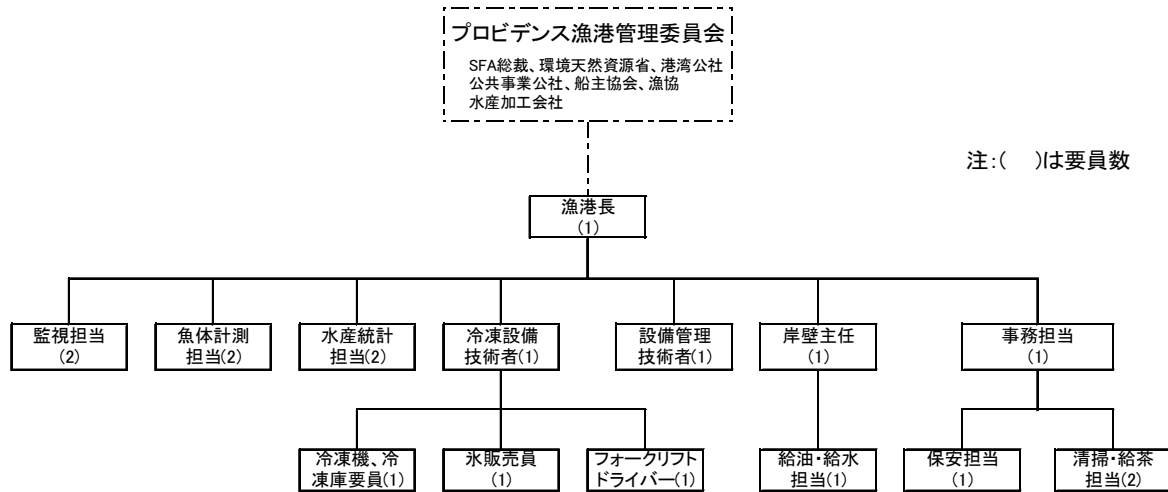 プロビデンス漁港管理委員会
SFA総裁、環境天然資源省、港湾公社
公共事業公社、船主協会、漁協
水産加工会社
注:(　)は要員数
漁港長
(1)
監視担当
(2)
魚体計測
担当(2)
水産統計
担当(2)
冷凍設備
技術者(1)
設備管理
技術者(1)
岸壁主任
(1)
事務担当
(1)
冷凍機、冷
凍庫要員(1)
氷販売員
(1)
フォークリフト
ドライバー(1)
給油・給水
担当(1)
保安担当
(1)
清掃・給茶
担当(2)